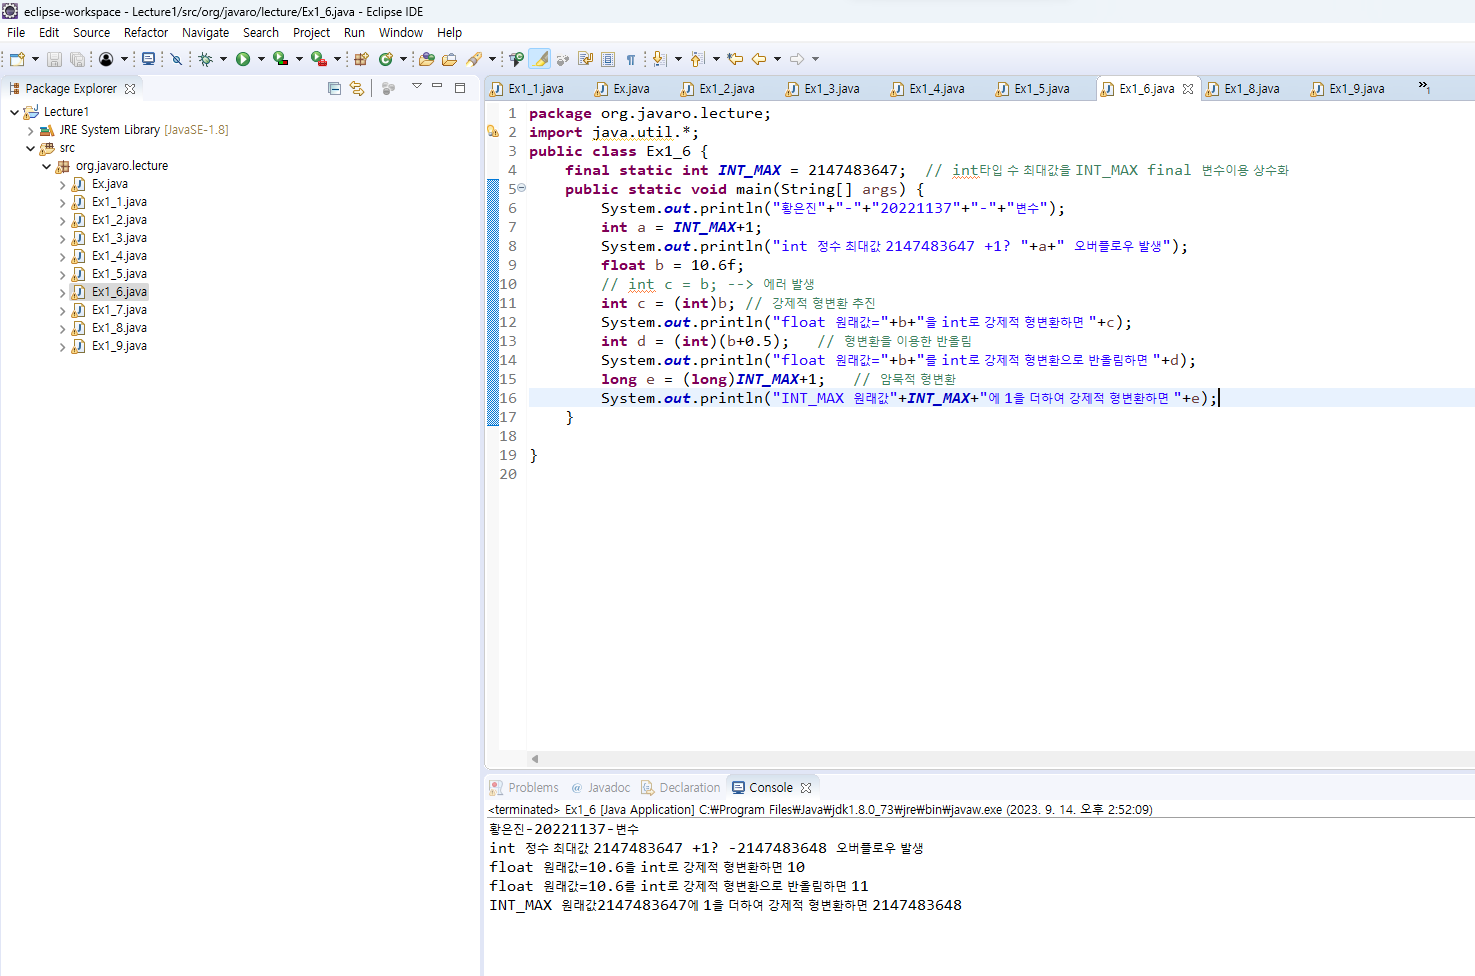 eclipse-workspace - Lecture1/src/org/javaro/lecture/Ex1_6.java - Eclipse IDE
File Edit Source Refactor Navigate Search Project Run Window Help
Package Explorer
Lecture1
JRE System Library [JavaSE-1.8]
src
org.javaro.lecture
Ex.java
Ex1_1.java
Ex1_2.java
Ex1_3.java
Ex1_4.java
Ex1_5.java
Ex1_6.java
Ex1_7.java
Ex1_8.java
Ex1_9.java
Ex1_1.java Ex.java Ex1_2.java Ex1_3.java Ex1_4.java Ex1_5.java Ex1_6.java Ex1_8.java Ex1_9.java »1
1 package org.javaro.lecture;
2 import java.util.*;
3 public class Ex1_6 {
4 final static int INT_MAX = 2147483647; // int타입 수 최대값을 INT_MAX final 변수이용 상수화
5 public static void main(String[] args) {
6 System.out.println("황은진"+"-"+"20221137"+"-"+"변수");
7 int a = INT_MAX+1;
8 System.out.println("int 정수 최대값 2147483647 +1? "+a+" 오버플로우 발생");
9 float b = 10.6f;
10 // int c = b; --> 에러 발생
11 int c = (int)b; // 강제적 형변환 추진
12 System.out.println("float 원래값="+b+"을 int로 강제적 형변환하면 "+c);
13 int d = (int)(b+0.5); // 형변환을 이용한 반올림
14 System.out.println("float 원래값="+b+"를 int로 강제적 형변환으로 반올림하면 "+d);
15 long e = (long)INT_MAX+1; // 암묵적 형변환
16 System.out.println("INT_MAX 원래값"+INT_MAX+"에 1을 더하여 강제적 형변환하면 "+e);
17 }
18
19 }
20
Problems @ Javadoc Declaration Console
<terminated> Ex1_6 [Java Application] C:₩Program Files₩Java₩jdk1.8.0_73₩jre₩bin₩javaw.exe (2023. 9. 14. 오후 2:52:09)
황은진-20221137-변수
int 정수 최대값 2147483647 +1? -2147483648 오버플로우 발생
float 원래값=10.6을 int로 강제적 형변환하면 10
float 원래값=10.6를 int로 강제적 형변환으로 반올림하면 11
INT_MAX 원래값2147483647에 1을 더하여 강제적 형변환하면 2147483648